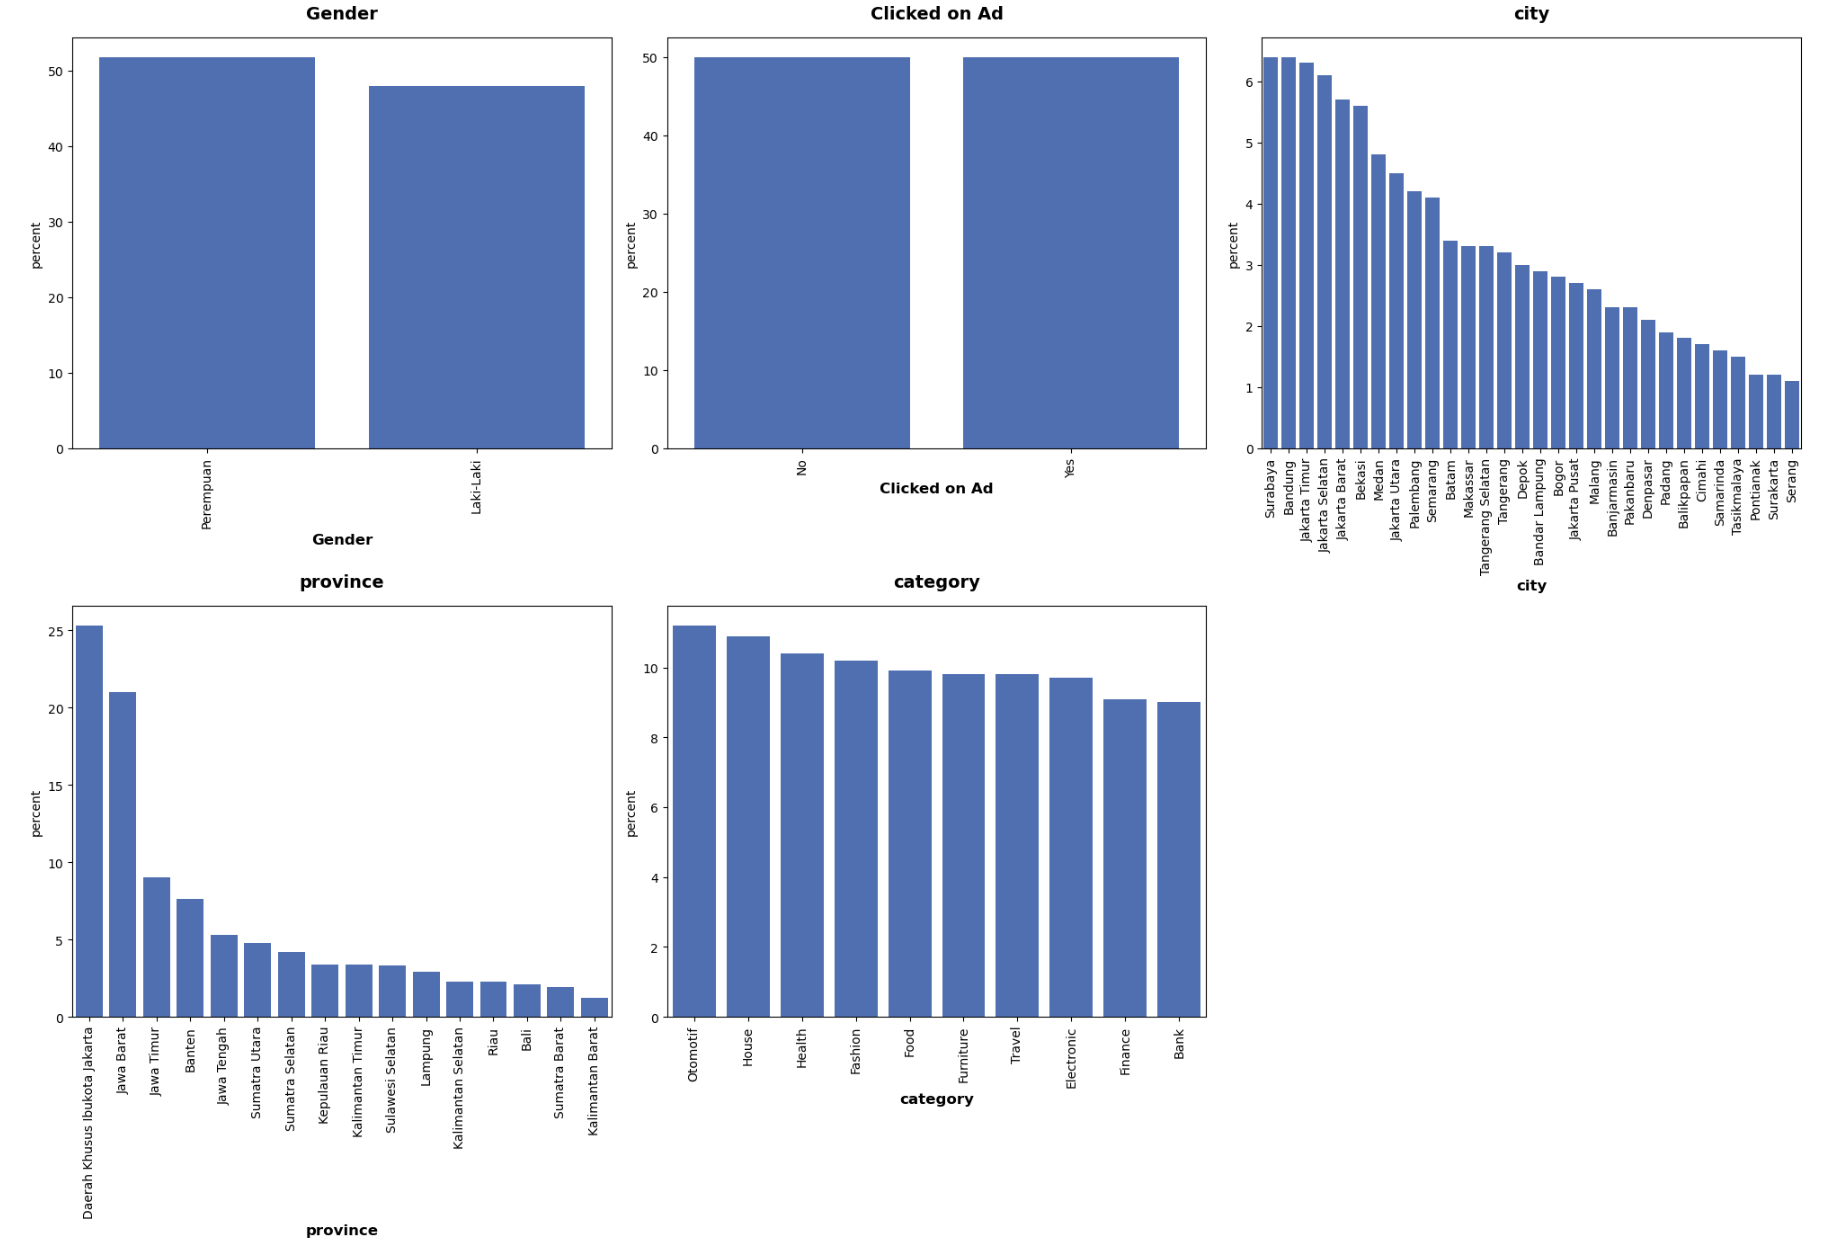 Gender
percent
50
40
30
20
10
0
Perempuan
Laki-Laki
Gender
Clicked on Ad
percent
50
40
30
20
10
0
No
Yes
Clicked on Ad
city
percent
6
5
4
3
2
1
0
Surabaya
Bandung
Jakarta Timur
Jakarta Selatan
Jakarta Barat
Bekasi
Medan
Jakarta Utara
Palembang
Semarang
Batam
Makassar
Tangerang Selatan
Tangerang
Depok
Bandar Lampung
Bogor
Jakarta Pusat
Malang
Banjarmasin
Pakanbaru
Denpasar
Padang
Balikpapan
Cimahi
Samarinda
Tasikmalaya
Pontianak
Surakarta
Serang
city
province
percent
25
20
15
10
5
0
Daerah Khusus Ibukota Jakarta
Jawa Barat
Jawa Timur
Banten
Jawa Tengah
Sumatra Utara
Sumatra Selatan
Kepulauan Riau
Kalimantan Timur
Sulawesi Selatan
Lampung
Kalimantan Selatan
Riau
Bali
Sumatra Barat
Kalimantan Barat
province
category
percent
10
8
6
4
2
0
Otomotif
House
Health
Fashion
Food
Furniture
Travel
Electronic
Finance
Bank
category